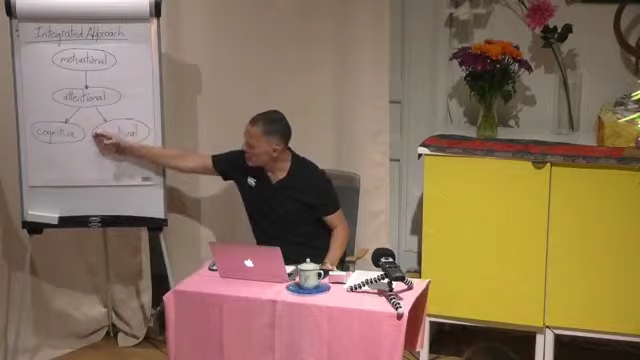 Integrated Approach
motivational
attentional
cognitive